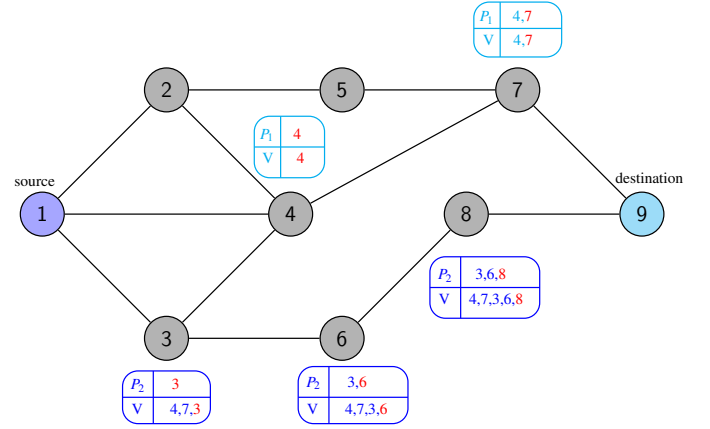 P1 4,7
V 4,7
2
5
7
P1 4
V 4
source
destination
1
4
8
9
P2 3,6,8
V 4,7,3,6,8
3
6
P2 3
V 4,7,3
P2 3,6
V 4,7,3,6